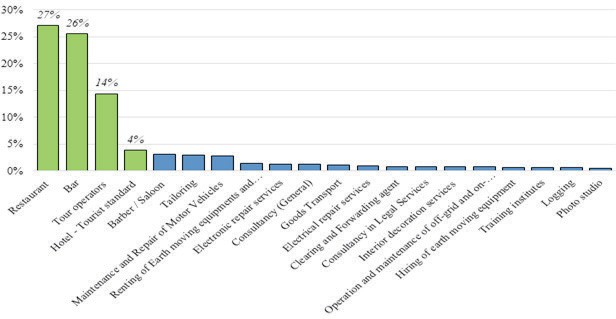 30%
25%
20%
15%
10%
5%
0%
27%
26%
14%
4%
Restaurant
Bar
Tour operators
Hotel - Tourist standard
Barber / Saloon
Tailoring
Maintenance and Repair of Motor Vehicles
Renting of Earth moving equipments and…
Electronic repair services
Consultancy (General)
Goods Transport
Electrical repair services
Clearing and Forwarding agent
Consultancy in Legal Services
Interior decoration services
Operation and maintenance of off-grid and on-…
Hiring of earth moving equipment
Training institutes
Logging
Photo studio